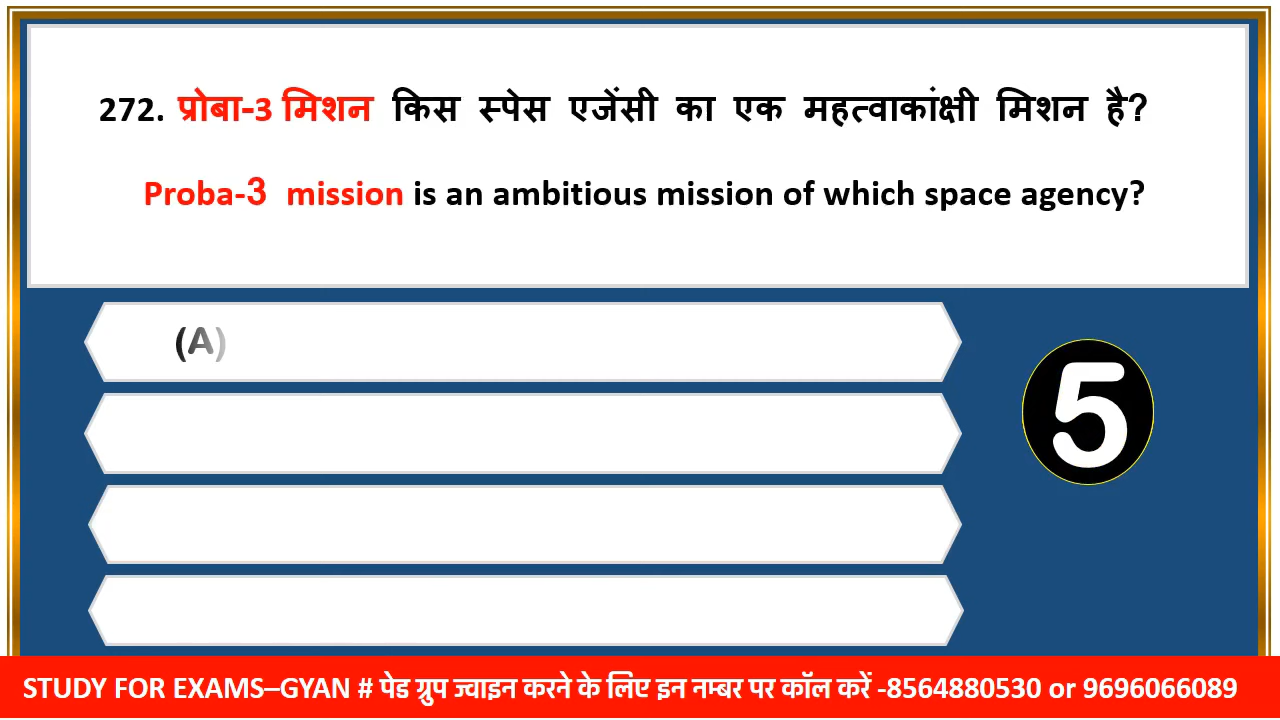 272. प्रोबा-3 मिशन किस स्पेस एजेंसी का एक महत्वाकांक्षी मिशन है?
Proba-3 mission is an ambitious mission of which space agency?
(A)
5
STUDY FOR EXAMS–GYAN # पेड ग्रुप ज्वाइन करने के लिए इन नम्बर पर कॉल करें -8564880530 or 9696066089